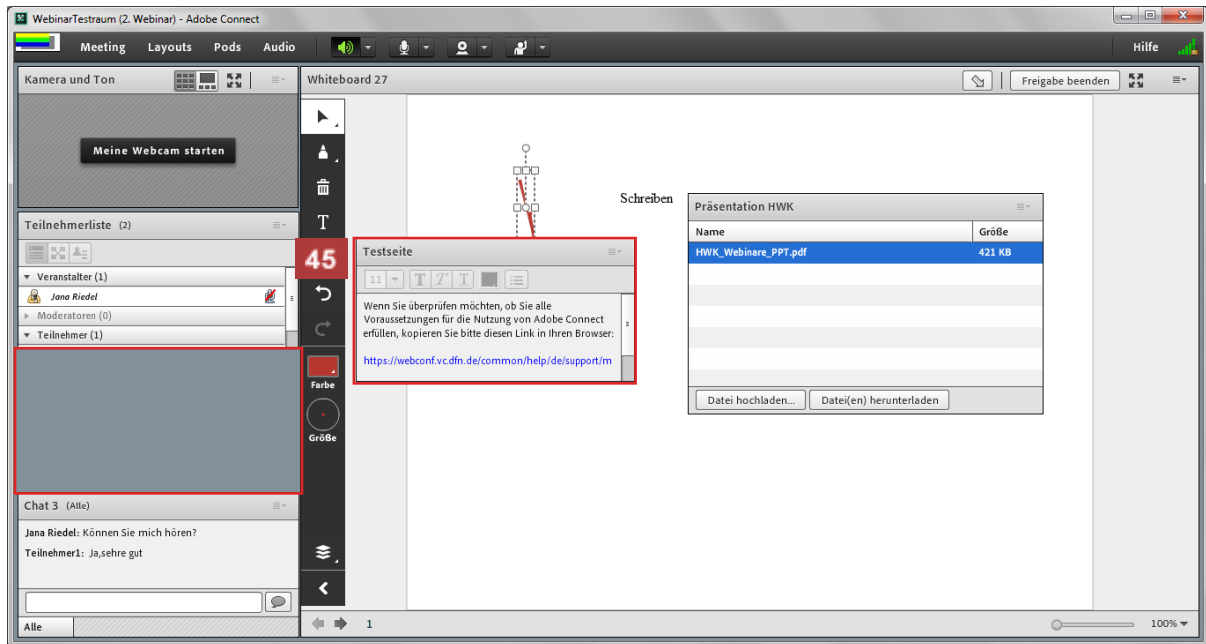 WebinarTestraum (2. Webinar) - Adobe Connect
Meeting Layouts Pods Audio Hilfe
Kamera und Ton
Meine Webcam starten
Teilnehmerliste (2)
Veranstalter (1)
Jana Riedel
Moderatoren (0)
Teilnehmer (1)
Chat 3 (Alle)
Jana Riedel: Können Sie mich hören?
Teilnehmer1: Ja,sehre gut
Alle
Whiteboard 27
Freigabe beenden
T
45
Farbe
Größe
Schreiben
Testseite
11 T T T
Wenn Sie überprüfen möchten, ob Sie alle
Voraussetzungen für die Nutzung von Adobe Connect
erfüllen, kopieren Sie bitte diesen Link in Ihren Browser:
https://webconf.vc.dfn.de/common/help/de/support/m
Präsentation HWK
Name Größe
HWK_Webinare_PPT.pdf 421 KB
Datei hochladen... Datei(en) herunterladen
1
100%